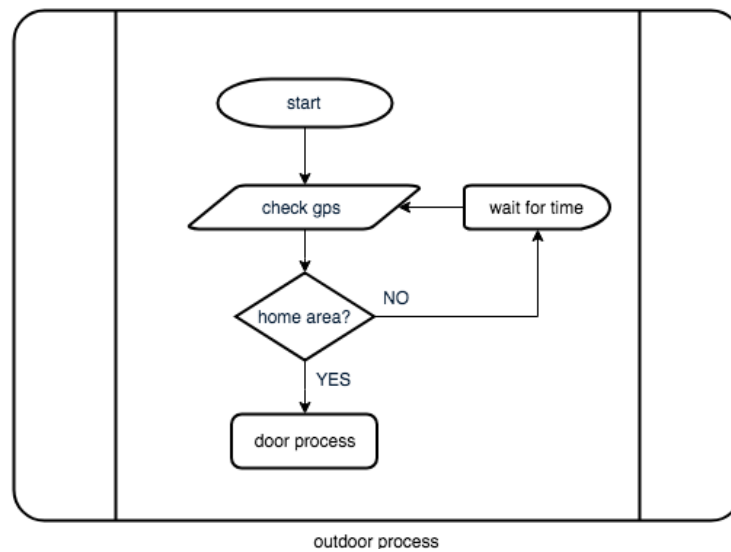 start
check gps
wait for time
home area?
NO
YES
door process
outdoor process